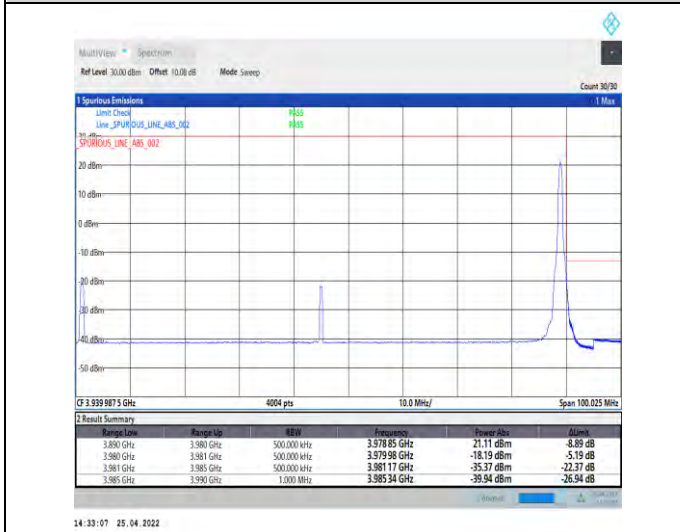 MultiView Spectrum
Ref Level 30.00 dBm Offset 10.00 dB Mode Sweep
Count 30/30
1 Spurious Emissions 1 Max
Limit Check PASS
Line _SPURIOUS_LINE_ABS_002 PASS
_SPURIOUS_LINE_ABS_002
20 dBm
10 dBm
0 dBm
-10 dBm
-20 dBm
-30 dBm
-40 dBm
-50 dBm
CF 3.939 987 5 GHz 4004 pts 10.0 MHz/ Span 100.025 MHz
2 Result Summary
Range Low Range Up RBW Frequency Power Abs ΔLimit
3.890 GHz 3.980 GHz 500.000 kHz 3.978 85 GHz 21.11 dBm -8.89 dB
3.980 GHz 3.981 GHz 500.000 kHz 3.979 98 GHz -18.19 dBm -5.19 dB
3.981 GHz 3.985 GHz 500.000 kHz 3.981 17 GHz -35.37 dBm -22.37 dB
3.985 GHz 3.990 GHz 1.000 MHz 3.985 34 GHz -39.94 dBm -26.94 dB
14:33:07 25.04.2022